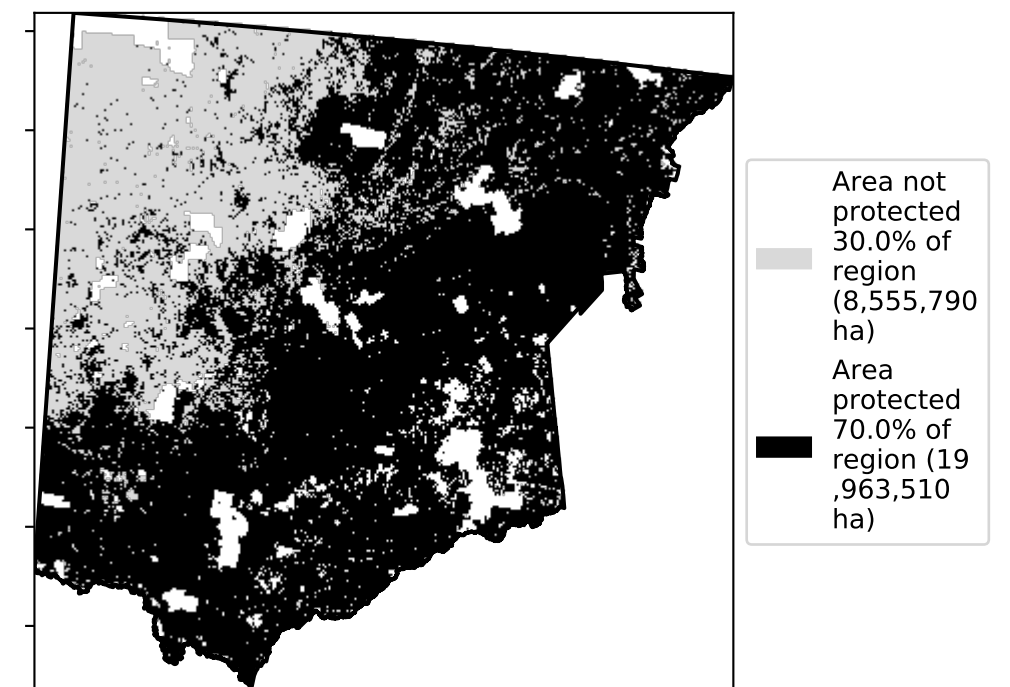 Area not
protected
30.0% of
region
(8,555,790
ha)
Area
protected
70.0% of
region (19
,963,510
ha)